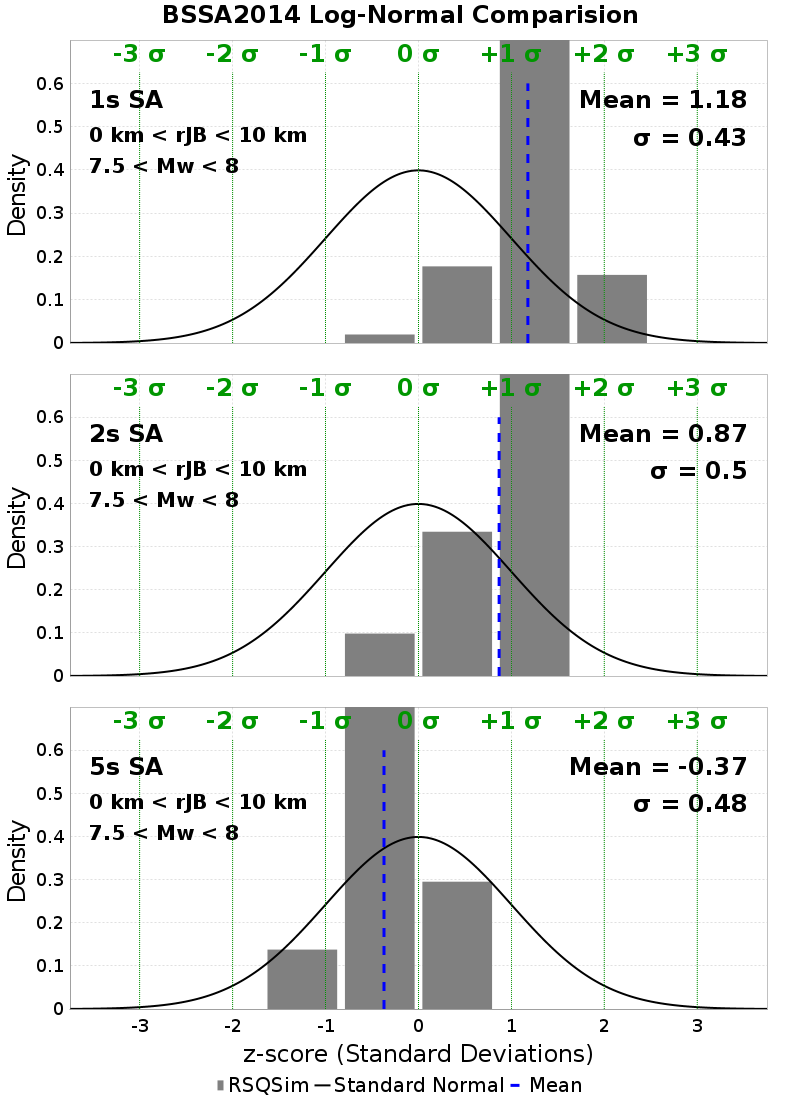 BSSA2014 Log-Normal Comparision
-3 σ -2 σ -1 σ 0 σ +1 σ +2 σ +3 σ
1s SA
0 km < rJB < 10 km
7.5 < Mw < 8
Mean = 1.18
σ = 0.43
0.6
0.5
0.4
0.3
0.2
0.1
0
Density
-3 σ -2 σ -1 σ 0 σ +1 σ +2 σ +3 σ
2s SA
0 km < rJB < 10 km
7.5 < Mw < 8
Mean = 0.87
σ = 0.5
0.6
0.5
0.4
0.3
0.2
0.1
0
Density
-3 σ -2 σ -1 σ 0 σ +1 σ +2 σ +3 σ
5s SA
0 km < rJB < 10 km
7.5 < Mw < 8
Mean = -0.37
σ = 0.48
0.6
0.5
0.4
0.3
0.2
0.1
0
Density
-3 -2 -1 0 1 2 3
z-score (Standard Deviations)
RSQSim Standard Normal Mean